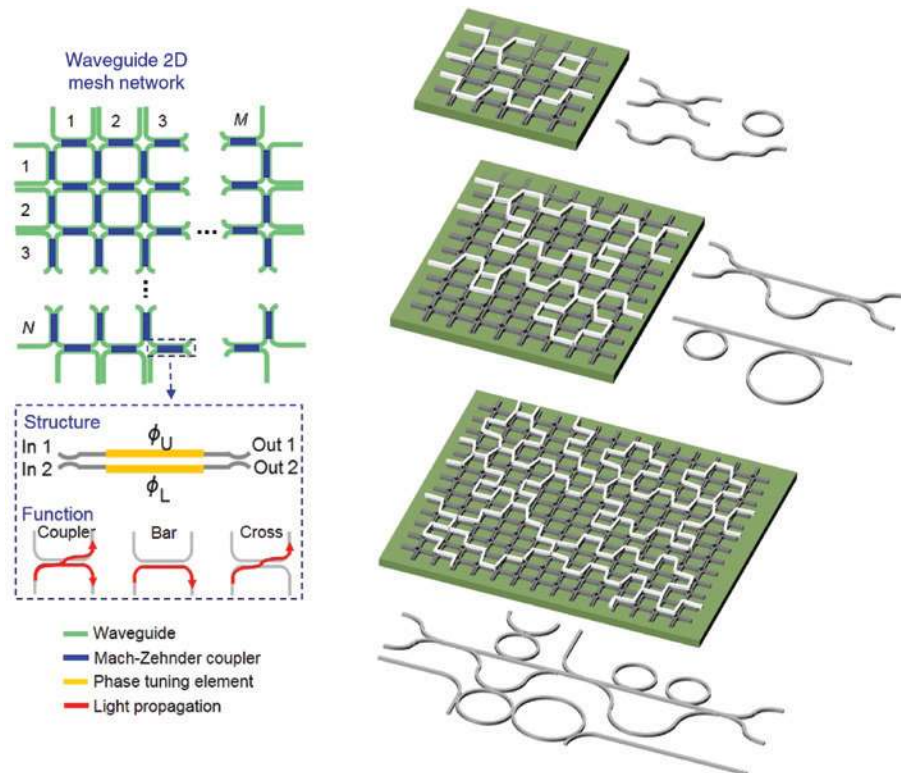 Waveguide 2D
mesh network
1 2 3 M
1
2
3
N
Structure
In 1 ϕU Out 1
In 2 Out 2
ϕL
Function
Coupler Bar Cross
Waveguide
Mach-Zehnder coupler
Phase tuning element
Light propagation